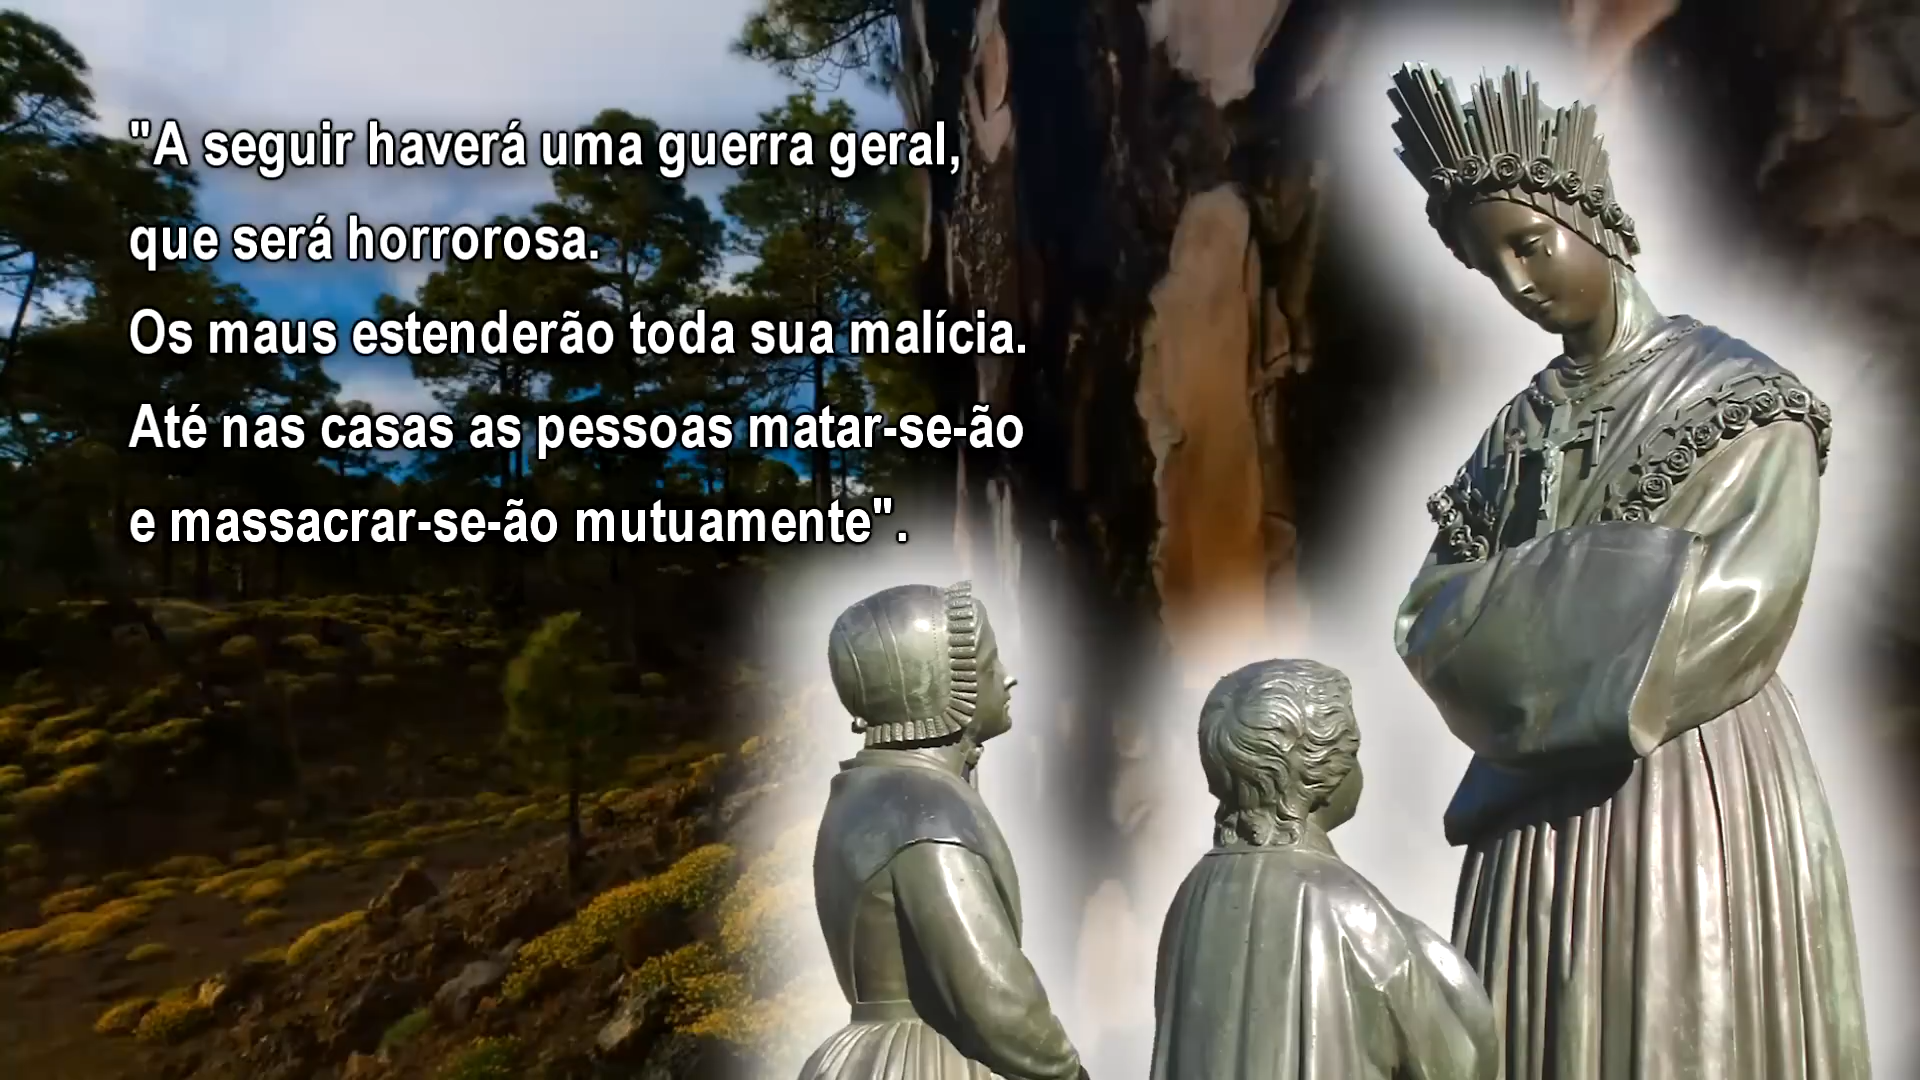 "A seguir haverá uma guerra geral,
que será horrorosa.
Os maus estenderão toda sua malícia.
Até nas casas as pessoas matar-se-ão
e massacrar-se-ão mutuamente".